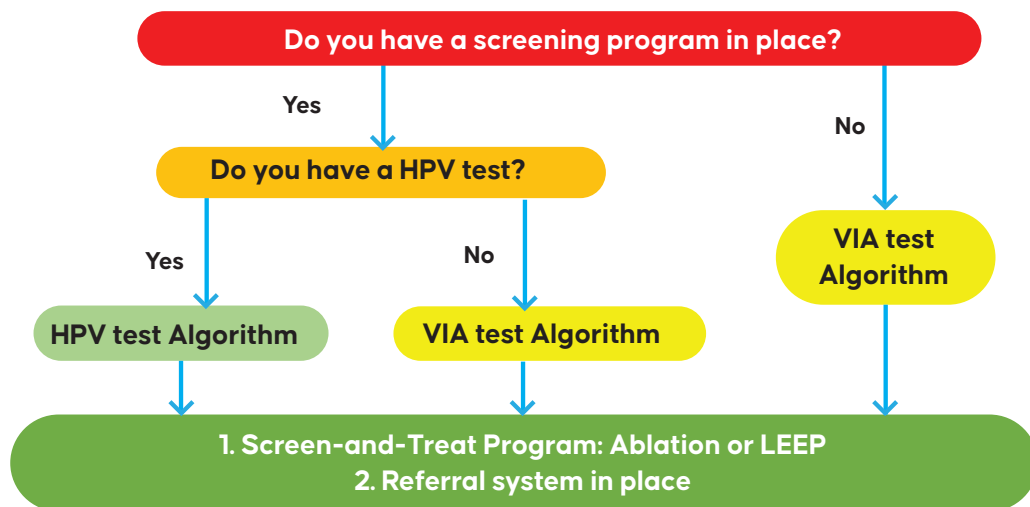 Do you have a screening program in place?
Yes
No
Do you have a HPV test?
Yes
No
VIA test
Algorithm
HPV test Algorithm
VIA test Algorithm
1. Screen-and-Treat Program: Ablation or LEEP
2. Referral system in place